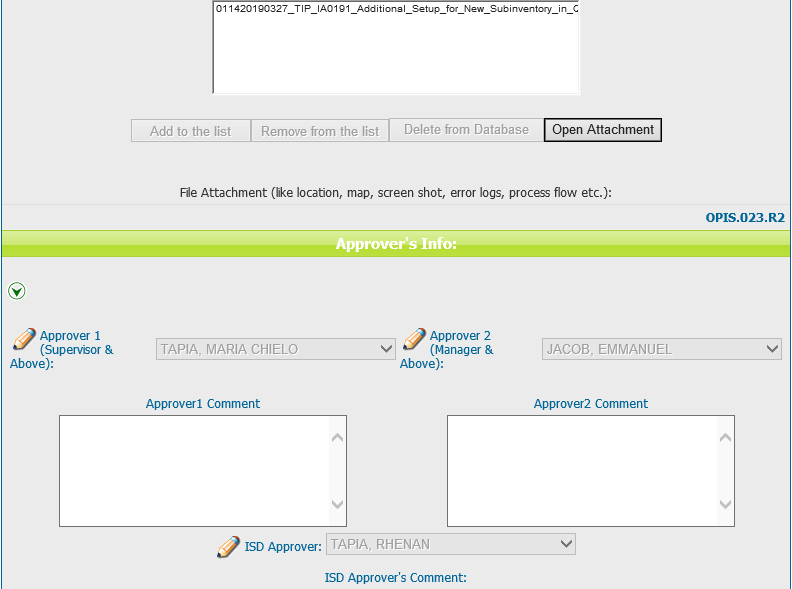 011420190327_TIP_IA0191_Additional_Setup_for_New_Subinventory_in_
Add to the list
Remove from the list
Delete from Database
Open Attachment
File Attachment (like location, map, screen shot, error logs, process flow etc.):
OPIS.023.R2
Approver's Info:
Approver 1
(Supervisor &
Above):
TAPIA, MARIA CHIELO
Approver 2
(Manager &
Above):
JACOB, EMMANUEL
Approver1 Comment
Approver2 Comment
ISD Approver:
TAPIA, RHENAN
ISD Approver's Comment: